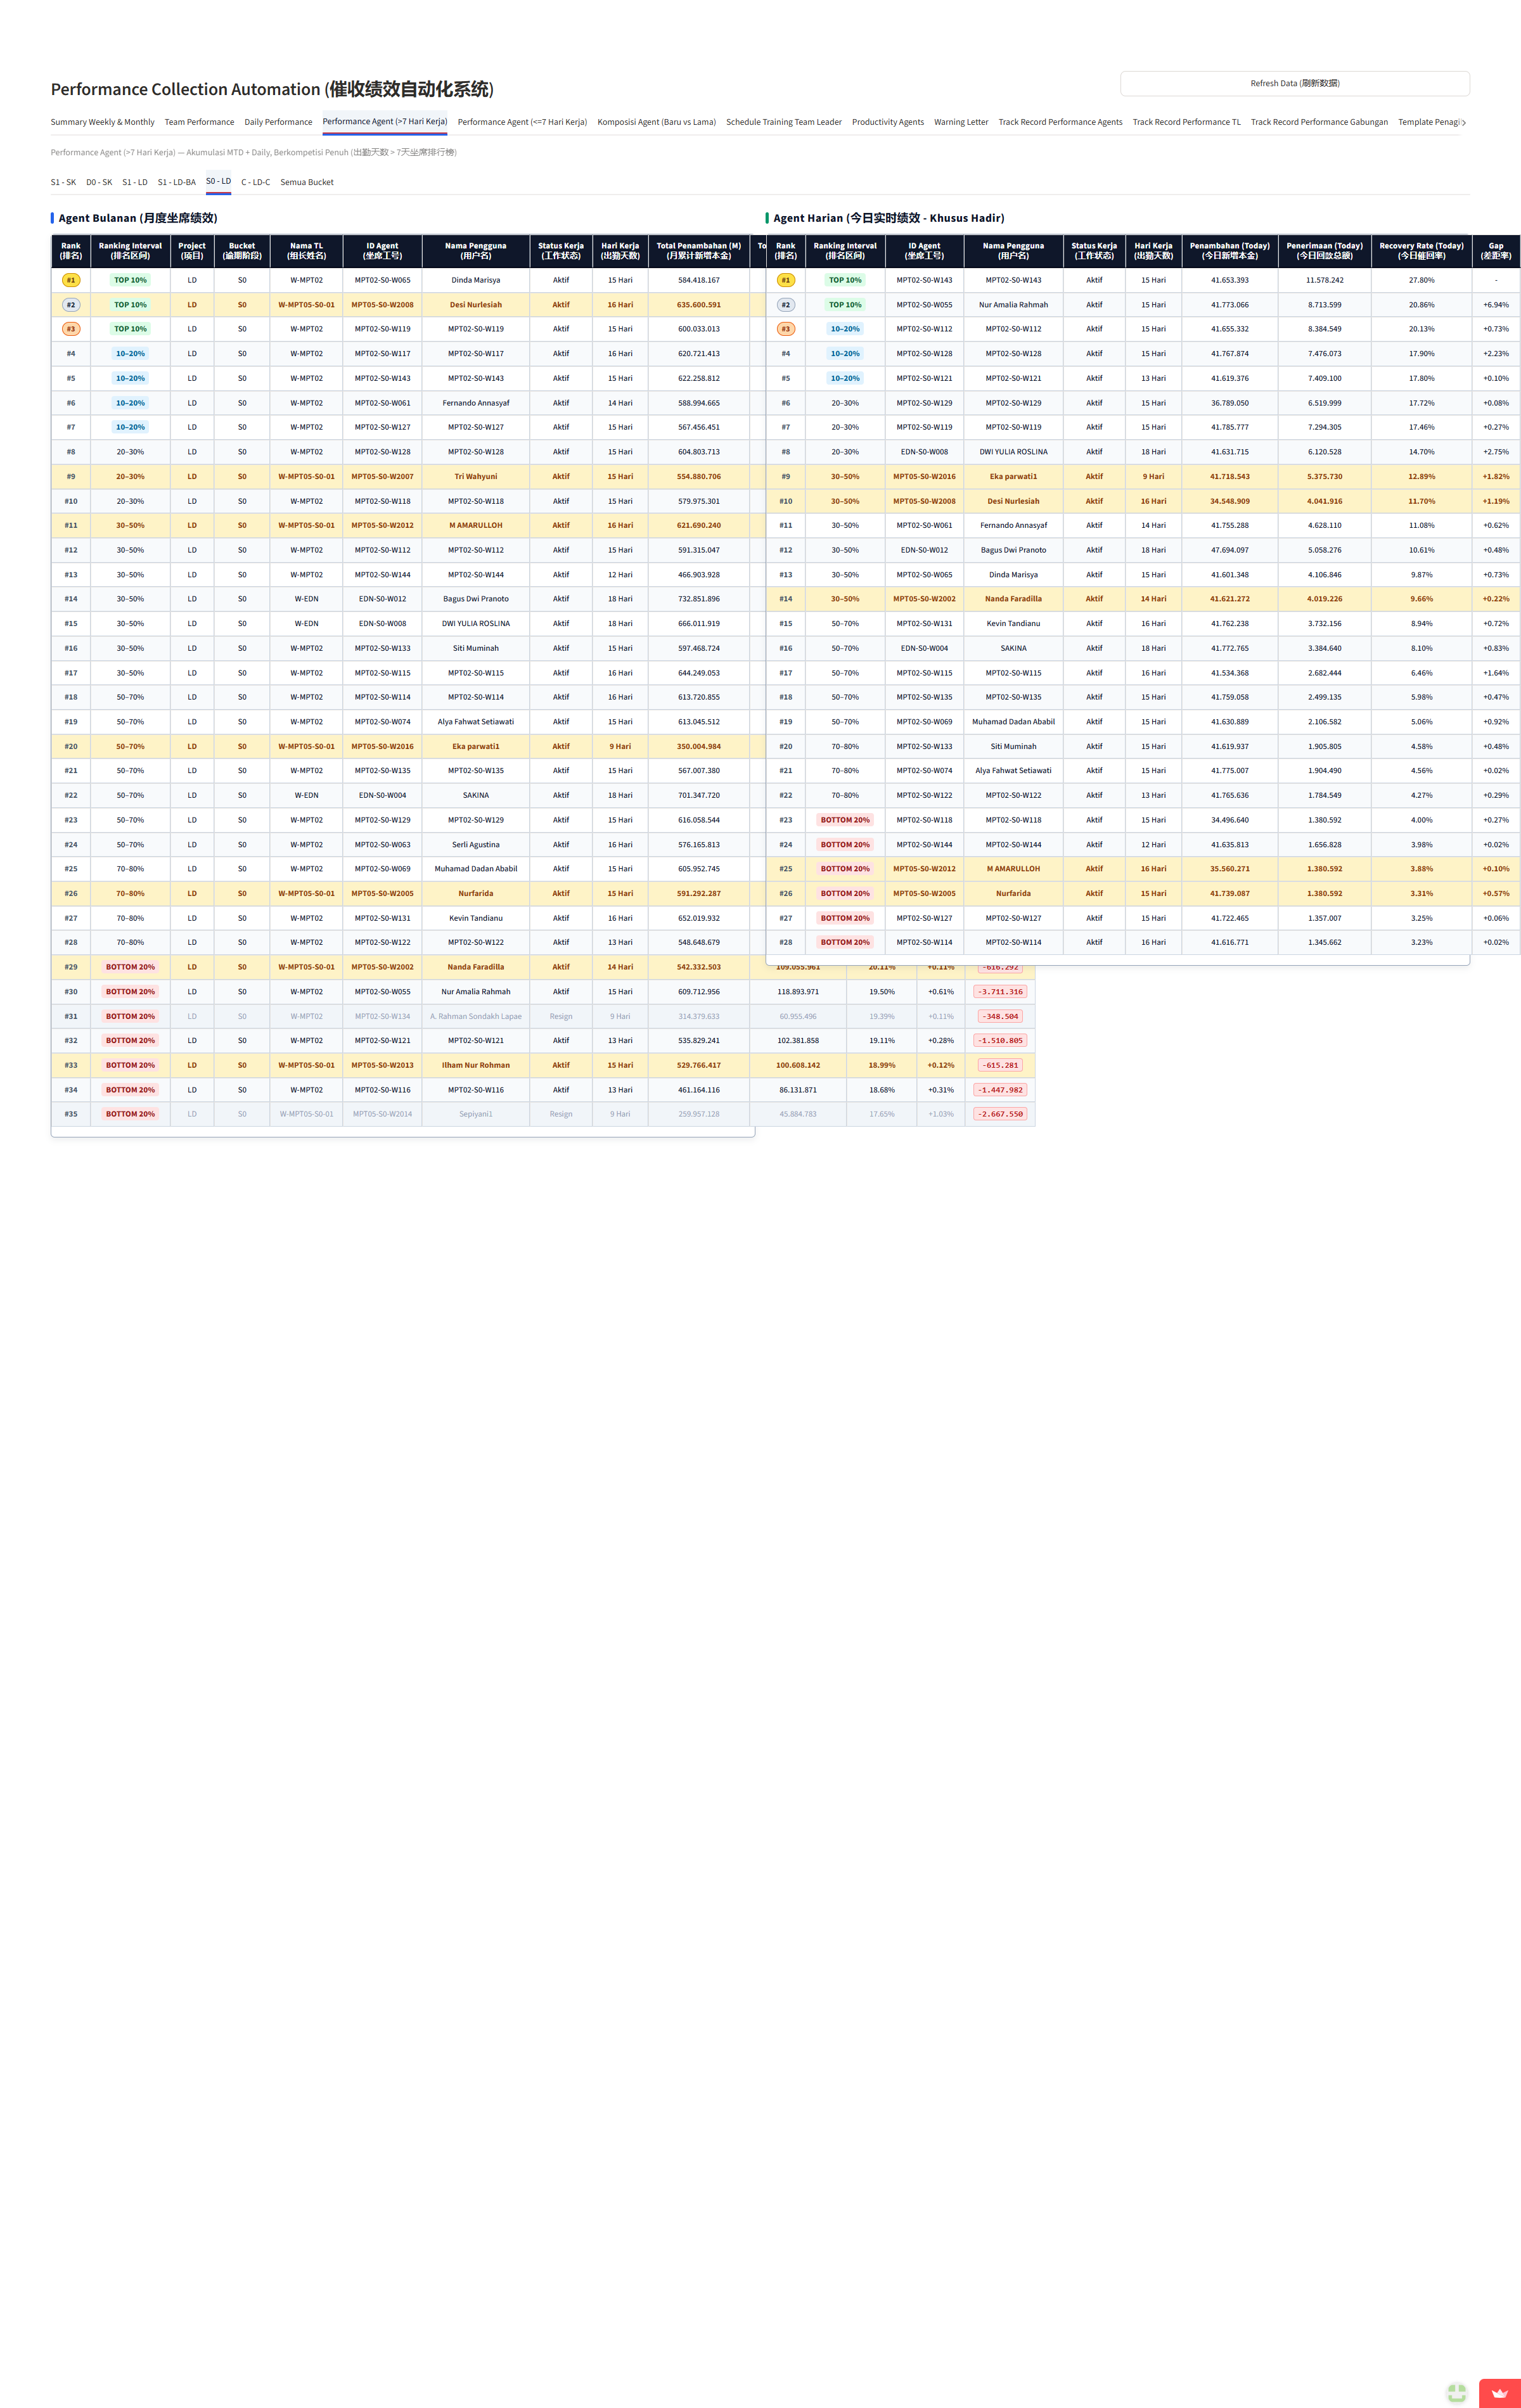 Performance Collection Automation (催收绩效自动化系统)
Refresh Data (刷新数据)
Summary Weekly & Monthly Team Performance Daily Performance Performance Agent (>7 Hari Kerja) Performance Agent (<=7 Hari Kerja) Komposisi Agent (Baru vs Lama) Schedule Training Team Leader Productivity Agents Warning Letter Track Record Performance Agents Track Record Performance TL Track Record Performance Gabungan Template Penagi
Performance Agent (>7 Hari Kerja) — Akumulasi MTD + Daily, Berkompetisi Penuh (出勤天数 > 7天坐席排行榜)
S1 - SK D0 - SK S1 - LD S1 - LD-BA S0 - LD C - LD-C Semua Bucket
Agent Bulanan (月度坐席绩效)
Rank Ranking Interval Project Bucket Nama TL ID Agent Nama Pengguna Status Kerja Hari Kerja Total Penambahan (M) To
(排名) (排名区间) (项目) (逾期阶段) (组长姓名) (坐席工号) (用户名) (工作状态) (出勤天数) (月累计新增本金)
#1 TOP 10% LD S0 W-MPT02 MPT02-S0-W065 Dinda Marisya Aktif 15 Hari 584.418.167
#2 TOP 10% LD S0 W-MPT05-S0-01 MPT05-S0-W2008 Desi Nurlesiah Aktif 16 Hari 635.600.591
#3 TOP 10% LD S0 W-MPT02 MPT02-S0-W119 MPT02-S0-W119 Aktif 15 Hari 600.033.013
#4 10–20% LD S0 W-MPT02 MPT02-S0-W117 MPT02-S0-W117 Aktif 16 Hari 620.721.413
#5 10–20% LD S0 W-MPT02 MPT02-S0-W143 MPT02-S0-W143 Aktif 15 Hari 622.258.812
#6 10–20% LD S0 W-MPT02 MPT02-S0-W061 Fernando Annasyaf Aktif 14 Hari 588.994.665
#7 10–20% LD S0 W-MPT02 MPT02-S0-W127 MPT02-S0-W127 Aktif 15 Hari 567.456.451
#8 20–30% LD S0 W-MPT02 MPT02-S0-W128 MPT02-S0-W128 Aktif 15 Hari 604.803.713
#9 20–30% LD S0 W-MPT05-S0-01 MPT05-S0-W2007 Tri Wahyuni Aktif 15 Hari 554.880.706
#10 20–30% LD S0 W-MPT02 MPT02-S0-W118 MPT02-S0-W118 Aktif 15 Hari 579.975.301
#11 30–50% LD S0 W-MPT05-S0-01 MPT05-S0-W2012 M AMARULLOH Aktif 16 Hari 621.690.240
#12 30–50% LD S0 W-MPT02 MPT02-S0-W112 MPT02-S0-W112 Aktif 15 Hari 591.315.047
#13 30–50% LD S0 W-MPT02 MPT02-S0-W144 MPT02-S0-W144 Aktif 12 Hari 466.903.928
#14 30–50% LD S0 W-EDN EDN-S0-W012 Bagus Dwi Pranoto Aktif 18 Hari 732.851.896
#15 30–50% LD S0 W-EDN EDN-S0-W008 DWI YULIA ROSLINA Aktif 18 Hari 666.011.919
#16 30–50% LD S0 W-MPT02 MPT02-S0-W133 Siti Muminah Aktif 15 Hari 597.468.724
#17 30–50% LD S0 W-MPT02 MPT02-S0-W115 MPT02-S0-W115 Aktif 16 Hari 644.249.053
#18 50–70% LD S0 W-MPT02 MPT02-S0-W114 MPT02-S0-W114 Aktif 16 Hari 613.720.855
#19 50–70% LD S0 W-MPT02 MPT02-S0-W074 Alya Fahwat Setiawati Aktif 15 Hari 613.045.512
#20 50–70% LD S0 W-MPT05-S0-01 MPT05-S0-W2016 Eka parwati1 Aktif 9 Hari 350.004.984
#21 50–70% LD S0 W-MPT02 MPT02-S0-W135 MPT02-S0-W135 Aktif 15 Hari 567.007.380
#22 50–70% LD S0 W-EDN EDN-S0-W004 SAKINA Aktif 18 Hari 701.347.720
#23 50–70% LD S0 W-MPT02 MPT02-S0-W129 MPT02-S0-W129 Aktif 15 Hari 616.058.544
#24 50–70% LD S0 W-MPT02 MPT02-S0-W063 Serli Agustina Aktif 16 Hari 576.165.813
#25 70–80% LD S0 W-MPT02 MPT02-S0-W069 Muhamad Dadan Ababil Aktif 15 Hari 605.952.745
#26 70–80% LD S0 W-MPT05-S0-01 MPT05-S0-W2005 Nurfarida Aktif 15 Hari 591.292.287
#27 70–80% LD S0 W-MPT02 MPT02-S0-W131 Kevin Tandianu Aktif 16 Hari 652.019.932
#28 70–80% LD S0 W-MPT02 MPT02-S0-W122 MPT02-S0-W122 Aktif 13 Hari 548.648.679
#29 BOTTOM 20% LD S0 W-MPT05-S0-01 MPT05-S0-W2002 Nanda Faradilla Aktif 14 Hari 542.332.503 109.055.961 20.11% +0.11% -616.292
#30 BOTTOM 20% LD S0 W-MPT02 MPT02-S0-W055 Nur Amalia Rahmah Aktif 15 Hari 609.712.956 118.893.971 19.50% +0.61% -3.711.316
#31 BOTTOM 20% LD S0 W-MPT02 MPT02-S0-W134 A. Rahman Sondakh Lapae Resign 9 Hari 314.379.633 60.955.496 19.39% +0.11% -348.504
#32 BOTTOM 20% LD S0 W-MPT02 MPT02-S0-W121 MPT02-S0-W121 Aktif 13 Hari 535.829.241 102.381.858 19.11% +0.28% -1.510.805
#33 BOTTOM 20% LD S0 W-MPT05-S0-01 MPT05-S0-W2013 Ilham Nur Rohman Aktif 15 Hari 529.766.417 100.608.142 18.99% +0.12% -615.281
#34 BOTTOM 20% LD S0 W-MPT02 MPT02-S0-W116 MPT02-S0-W116 Aktif 13 Hari 461.164.116 86.131.871 18.68% +0.31% -1.447.982
#35 BOTTOM 20% LD S0 W-MPT05-S0-01 MPT05-S0-W2014 Sepiyani1 Resign 9 Hari 259.957.128 45.884.783 17.65% +1.03% -2.667.550
Agent Harian (今日实时绩效 - Khusus Hadir)
Rank Ranking Interval ID Agent Nama Pengguna Status Kerja Hari Kerja Penambahan (Today) Penerimaan (Today) Recovery Rate (Today) Gap
(排名) (排名区间) (坐席工号) (用户名) (工作状态) (出勤天数) (今日新增本金) (今日回款总额) (今日催回率) (差距率)
#1 TOP 10% MPT02-S0-W143 MPT02-S0-W143 Aktif 15 Hari 41.653.393 11.578.242 27.80% -
#2 TOP 10% MPT02-S0-W055 Nur Amalia Rahmah Aktif 15 Hari 41.773.066 8.713.599 20.86% +6.94%
#3 10–20% MPT02-S0-W112 MPT02-S0-W112 Aktif 15 Hari 41.655.332 8.384.549 20.13% +0.73%
#4 10–20% MPT02-S0-W128 MPT02-S0-W128 Aktif 15 Hari 41.767.874 7.476.073 17.90% +2.23%
#5 10–20% MPT02-S0-W121 MPT02-S0-W121 Aktif 13 Hari 41.619.376 7.409.100 17.80% +0.10%
#6 20–30% MPT02-S0-W129 MPT02-S0-W129 Aktif 15 Hari 36.789.050 6.519.999 17.72% +0.08%
#7 20–30% MPT02-S0-W119 MPT02-S0-W119 Aktif 15 Hari 41.785.777 7.294.305 17.46% +0.27%
#8 20–30% EDN-S0-W008 DWI YULIA ROSLINA Aktif 18 Hari 41.631.715 6.120.528 14.70% +2.75%
#9 30–50% MPT05-S0-W2016 Eka parwati1 Aktif 9 Hari 41.718.543 5.375.730 12.89% +1.82%
#10 30–50% MPT05-S0-W2008 Desi Nurlesiah Aktif 16 Hari 34.548.909 4.041.916 11.70% +1.19%
#11 30–50% MPT02-S0-W061 Fernando Annasyaf Aktif 14 Hari 41.755.288 4.628.110 11.08% +0.62%
#12 30–50% EDN-S0-W012 Bagus Dwi Pranoto Aktif 18 Hari 47.694.097 5.058.276 10.61% +0.48%
#13 30–50% MPT02-S0-W065 Dinda Marisya Aktif 15 Hari 41.601.348 4.106.846 9.87% +0.73%
#14 30–50% MPT05-S0-W2002 Nanda Faradilla Aktif 14 Hari 41.621.272 4.019.226 9.66% +0.22%
#15 50–70% MPT02-S0-W131 Kevin Tandianu Aktif 16 Hari 41.762.238 3.732.156 8.94% +0.72%
#16 50–70% EDN-S0-W004 SAKINA Aktif 18 Hari 41.772.765 3.384.640 8.10% +0.83%
#17 50–70% MPT02-S0-W115 MPT02-S0-W115 Aktif 16 Hari 41.534.368 2.682.444 6.46% +1.64%
#18 50–70% MPT02-S0-W135 MPT02-S0-W135 Aktif 15 Hari 41.759.058 2.499.135 5.98% +0.47%
#19 50–70% MPT02-S0-W069 Muhamad Dadan Ababil Aktif 15 Hari 41.630.889 2.106.582 5.06% +0.92%
#20 70–80% MPT02-S0-W133 Siti Muminah Aktif 15 Hari 41.619.937 1.905.805 4.58% +0.48%
#21 70–80% MPT02-S0-W074 Alya Fahwat Setiawati Aktif 15 Hari 41.775.007 1.904.490 4.56% +0.02%
#22 70–80% MPT02-S0-W122 MPT02-S0-W122 Aktif 13 Hari 41.765.636 1.784.549 4.27% +0.29%
#23 BOTTOM 20% MPT02-S0-W118 MPT02-S0-W118 Aktif 15 Hari 34.496.640 1.380.592 4.00% +0.27%
#24 BOTTOM 20% MPT02-S0-W144 MPT02-S0-W144 Aktif 12 Hari 41.635.813 1.656.828 3.98% +0.02%
#25 BOTTOM 20% MPT05-S0-W2012 M AMARULLOH Aktif 16 Hari 35.560.271 1.380.592 3.88% +0.10%
#26 BOTTOM 20% MPT05-S0-W2005 Nurfarida Aktif 15 Hari 41.739.087 1.380.592 3.31% +0.57%
#27 BOTTOM 20% MPT02-S0-W127 MPT02-S0-W127 Aktif 15 Hari 41.722.465 1.357.007 3.25% +0.06%
#28 BOTTOM 20% MPT02-S0-W114 MPT02-S0-W114 Aktif 16 Hari 41.616.771 1.345.662 3.23% +0.02%